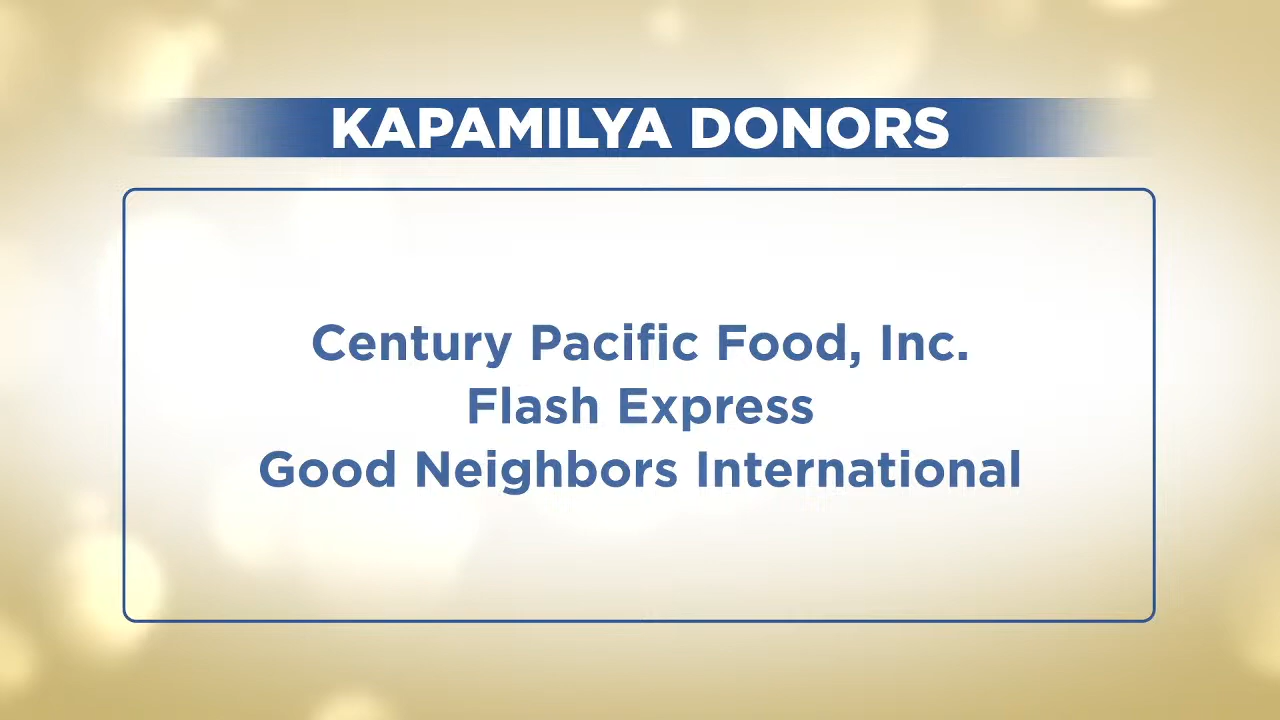 KAPAMILYA DONORS
Century Pacific Food, Inc.
Flash Express
Good Neighbors International